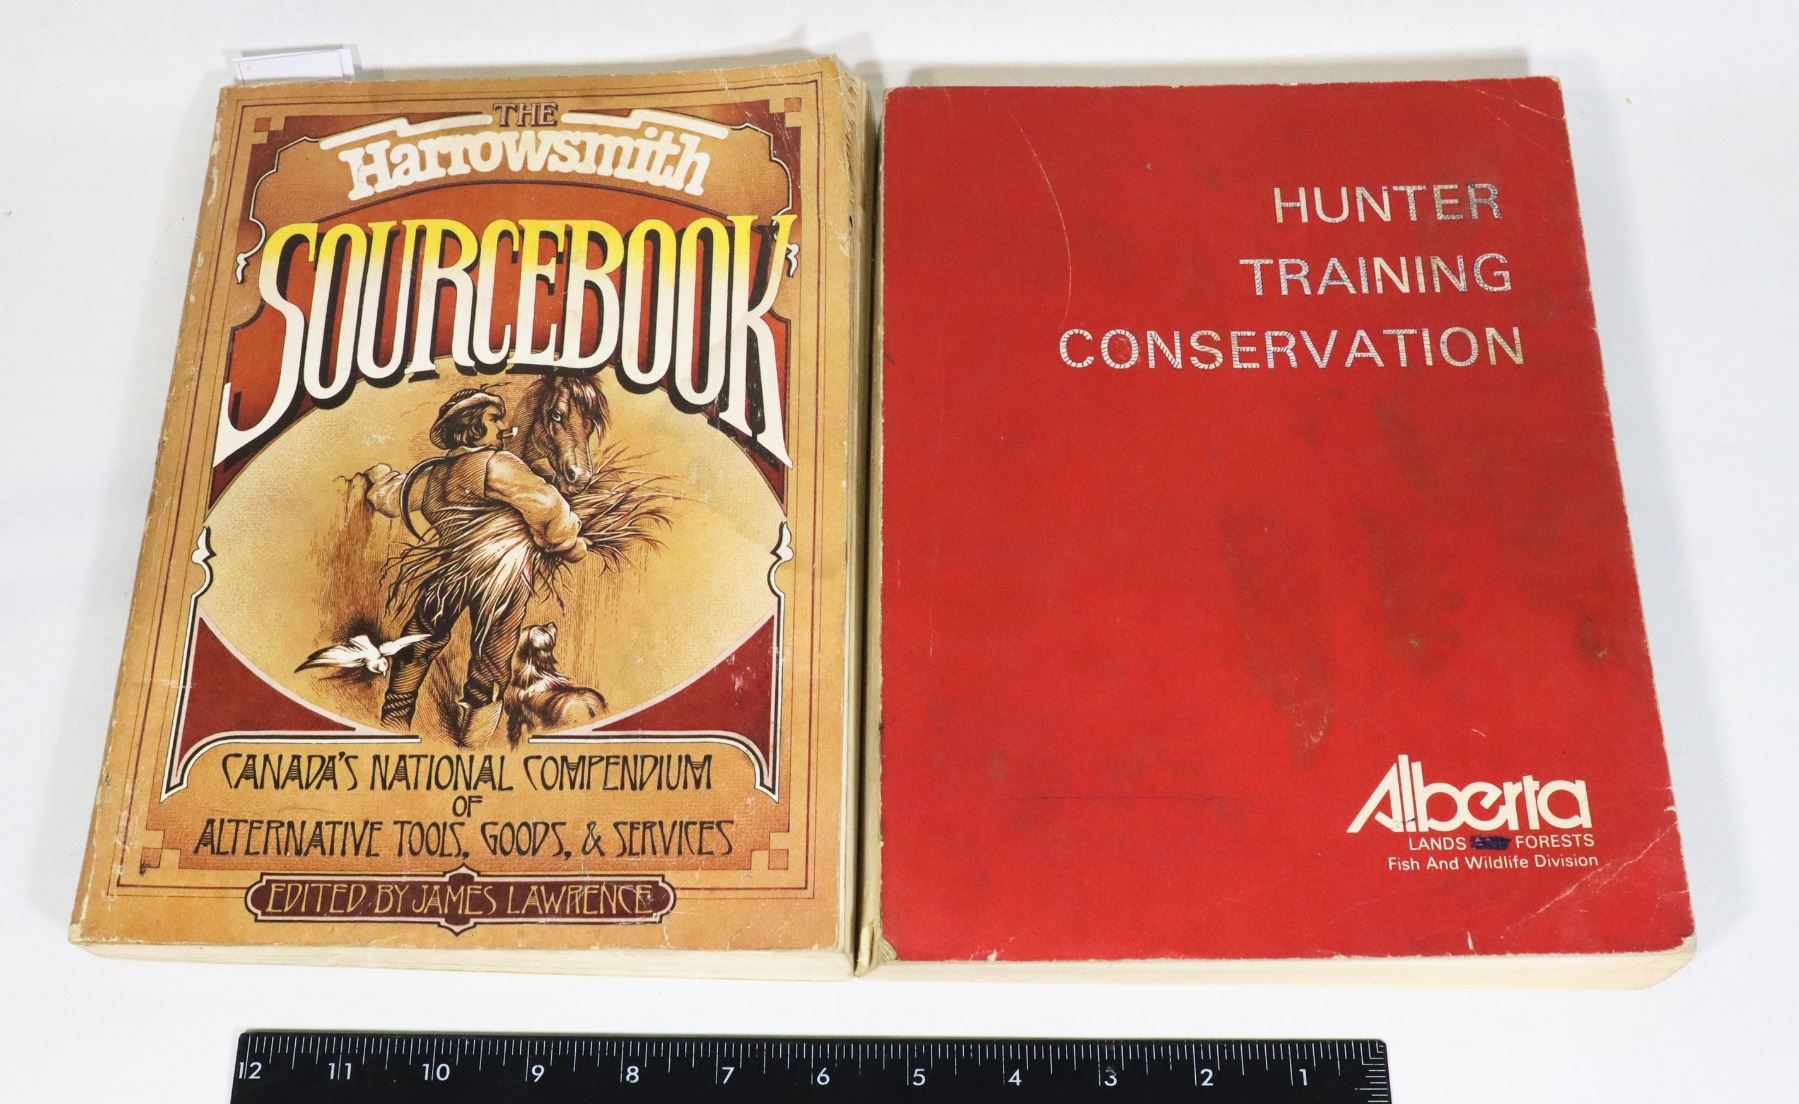 THE
Harrowsmith
SOURCEBOOK
CANADA'S NATIONAL COMPENDIUM
OF
ALTERNATIVE TOOLS, GOODS, & SERVICES
EDITED BY JAMES LAWRENCE
HUNTER
TRAINING
CONSERVATION
Alberta
LANDS FORESTS
Fish And Wildlife Division
12 11 10 9 8 7 6 5 4 3 2 1